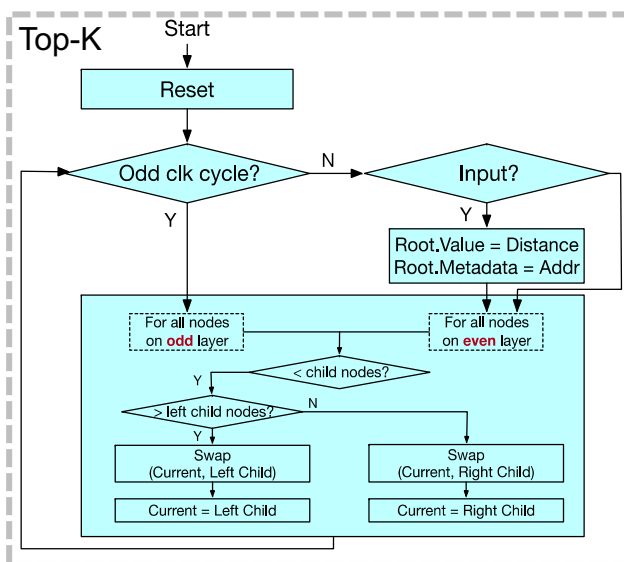 Top-K
Start
Reset
Odd clk cycle?
N
Input?
Y
Y
Root.Value = Distance
Root.Metadata = Addr
For all nodes
on odd layer
For all nodes
on even layer
< child nodes?
Y
> left child nodes?
N
Y
Swap
(Current, Left Child)
Swap
(Current, Right Child)
Current = Left Child
Current = Right Child